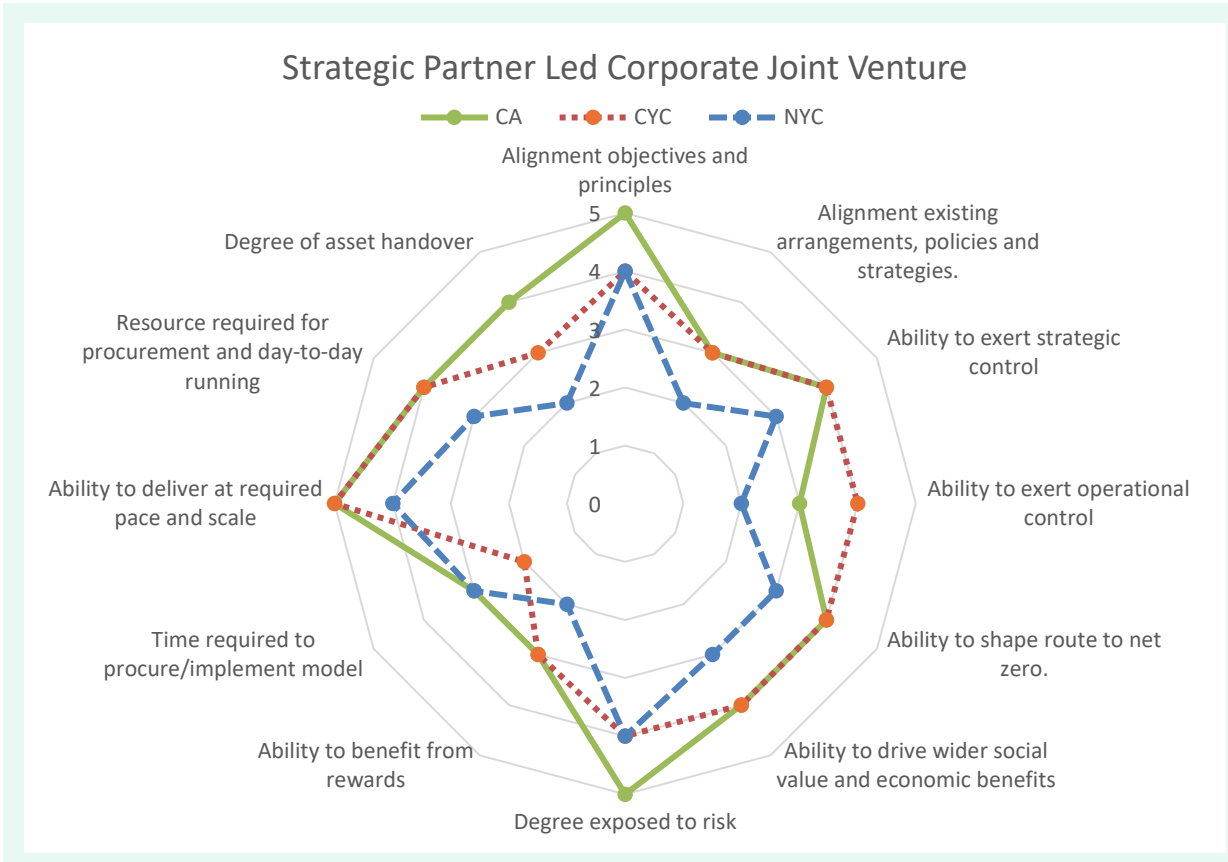 Strategic Partner Led Corporate Joint Venture
CA CYC NYC
Alignment objectives and
principles
Alignment existing
arrangements, policies and
strategies.
Ability to exert strategic
control
Ability to exert operational
control
Ability to shape route to net
zero.
Ability to drive wider social
value and economic benefits
Degree exposed to risk
Ability to benefit from
rewards
Time required to
procure/implement model
Ability to deliver at required
pace and scale
Resource required for
procurement and day-to-day
running
Degree of asset handover
5
4
3
2
1
0